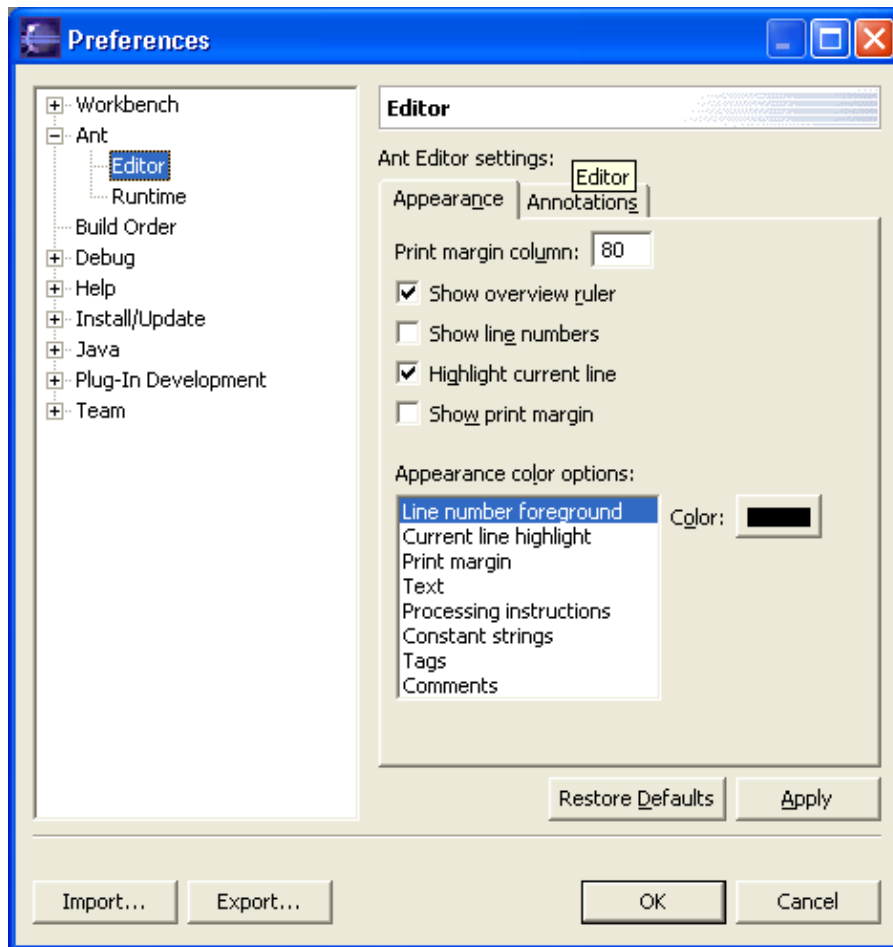 Preferences
Workbench
Ant
Editor
Runtime
Build Order
Debug
Help
Install/Update
Java
Plug-In Development
Team
Editor
Ant Editor settings:
Editor
Appearance
Annotations
Print margin column: 80
Show overview ruler
Show line numbers
Highlight current line
Show print margin
Appearance color options:
Line number foreground
Current line highlight
Print margin
Text
Processing instructions
Constant strings
Tags
Comments
Color:
Restore Defaults
Apply
Import...
Export...
OK
Cancel